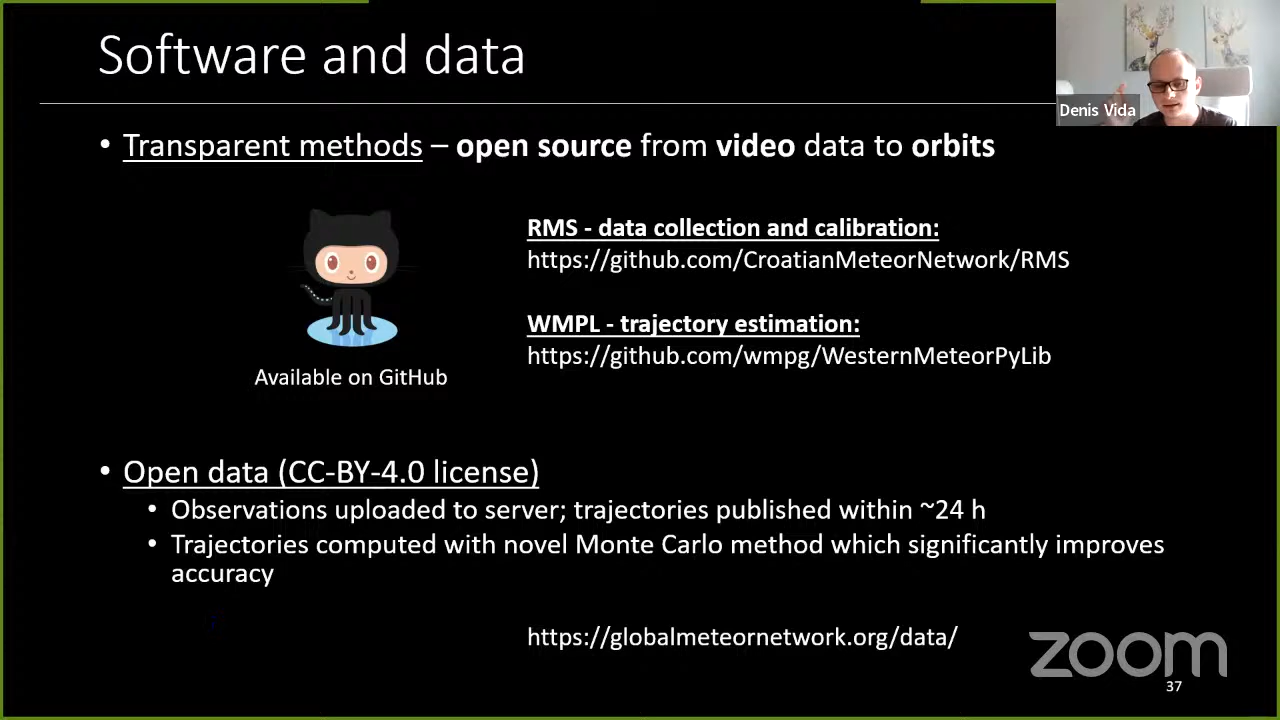 Software and data
Denis Vida
• Transparent methods – open source from video data to orbits
RMS - data collection and calibration:
https://github.com/CroatianMeteorNetwork/RMS
WMPL - trajectory estimation:
https://github.com/wmpg/WesternMeteorPyLib
Available on GitHub
• Open data (CC-BY-4.0 license)
• Observations uploaded to server; trajectories published within ~24 h
• Trajectories computed with novel Monte Carlo method which significantly improves
accuracy
https://globalmeteornetwork.org/data/
zoom
37